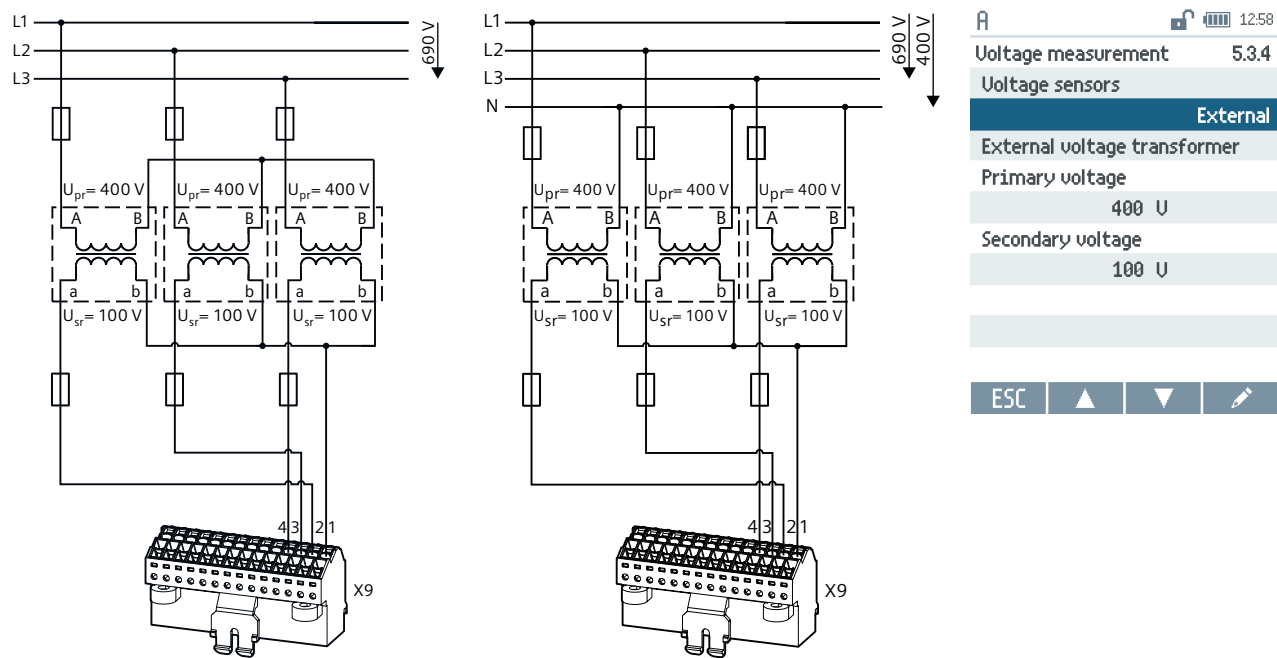 L1
L2
L3
690 V
Upr= 400 V
Upr= 400 V
Upr= 400 V
A B
A B
A B
a b
a b
a b
Usr= 100 V
Usr= 100 V
Usr= 100 V
4 3 2 1
X9
L1
L2
L3
N
690 V
400 V
Upr= 400 V
Upr= 400 V
Upr= 400 V
A B
A B
A B
a b
a b
a b
Usr= 100 V
Usr= 100 V
Usr= 100 V
4 3 2 1
X9
A 12:58
Voltage measurement 5.3.4
Voltage sensors
External
External voltage transformer
Primary voltage
400 V
Secondary voltage
100 V
ESC